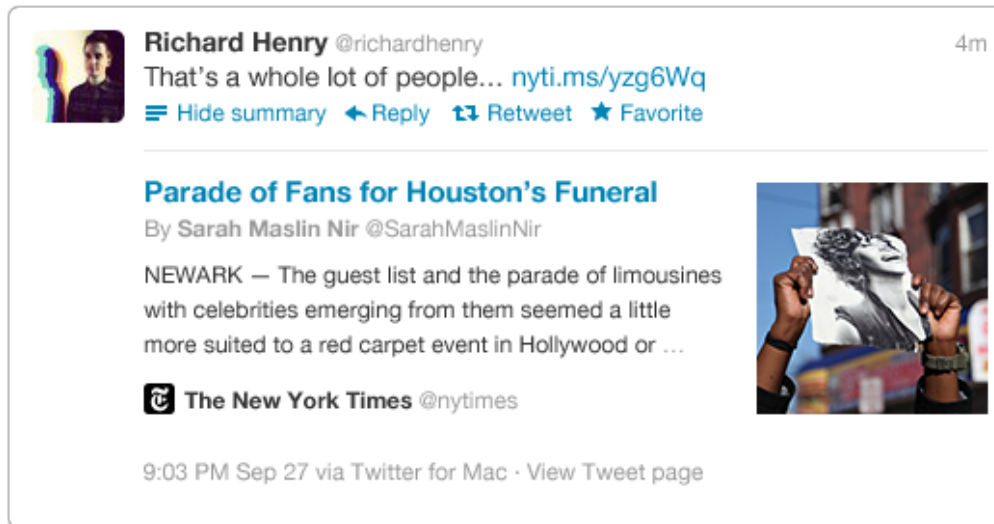 Richard Henry @richardhenry 4m
That's a whole lot of people... nyti.ms/yzg6Wq
Hide summary Reply Retweet Favorite
Parade of Fans for Houston's Funeral
By Sarah Maslin Nir @SarahMaslinNir
NEWARK — The guest list and the parade of limousines
with celebrities emerging from them seemed a little
more suited to a red carpet event in Hollywood or ...
The New York Times @nytimes
9:03 PM Sep 27 via Twitter for Mac · View Tweet page